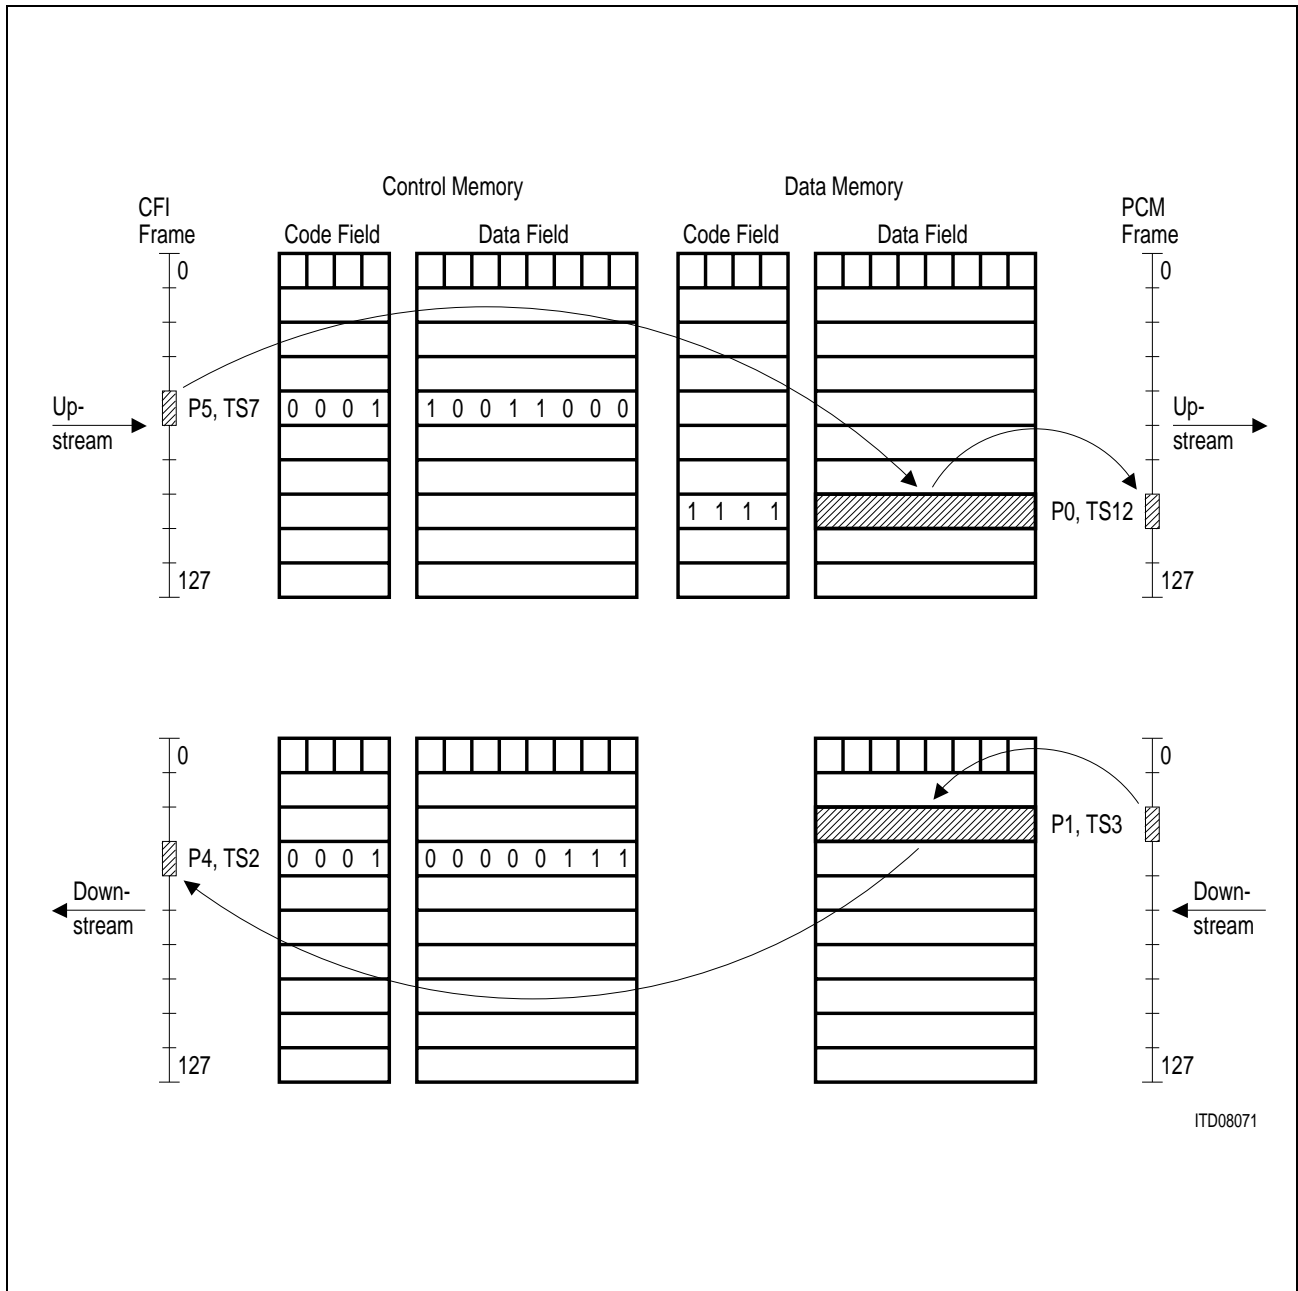 Control Memory Data Memory
CFI
Frame
PCM
Frame
Code Field Data Field Code Field Data Field
0 0
Up-
stream
P5, TS7 0 0 0 1 1 0 0 1 1 0 0 0
Up-
stream
1 1 1 1 P0, TS12
127 127
0 0
P1, TS3
P4, TS2 0 0 0 1 0 0 0 0 0 1 1 1
Down-
stream
Down-
stream
127 127
ITD08071